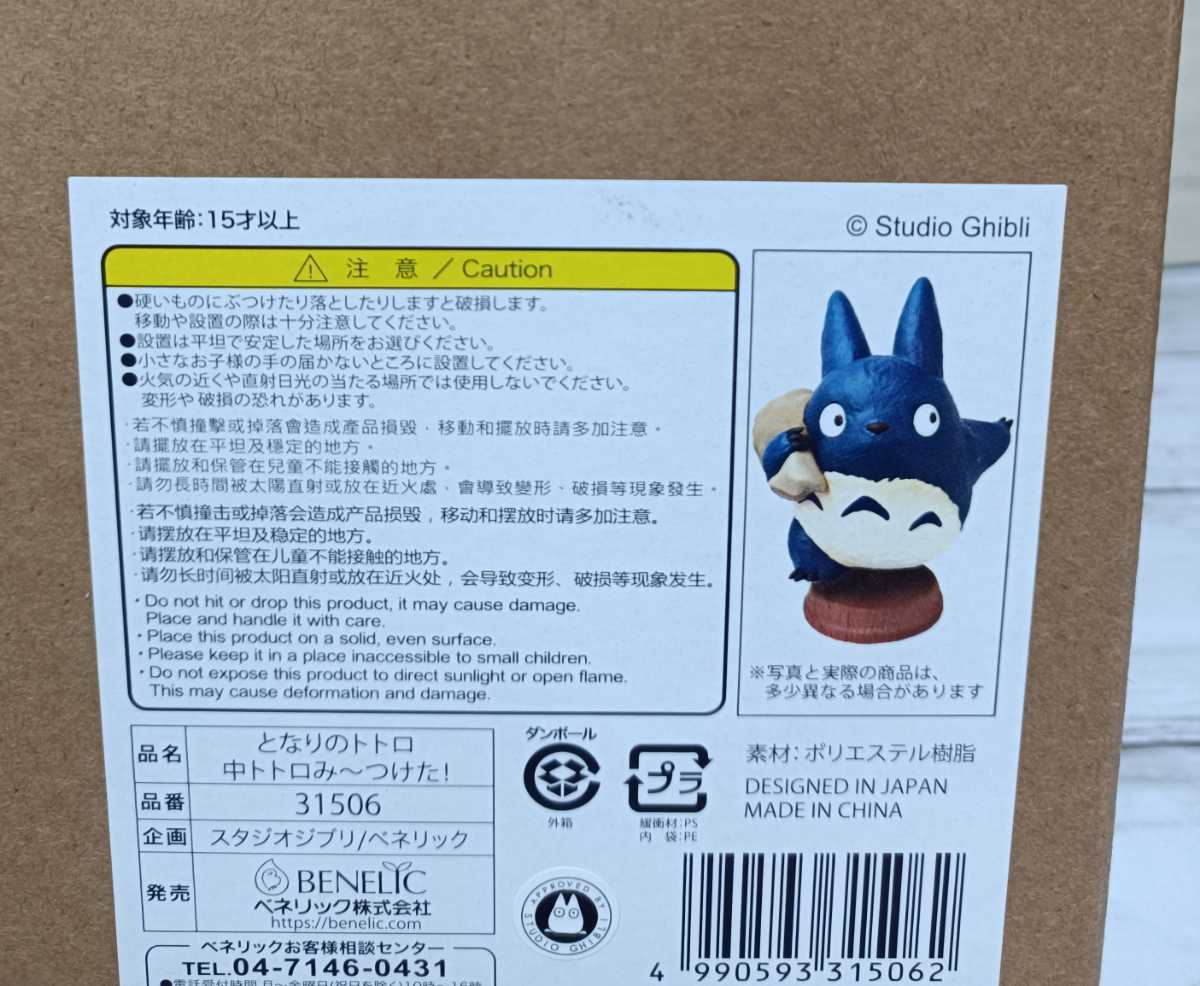 対象年齢:15才以上
© Studio Ghibli
注 意 / Caution
●硬いものにぶつけたり落としたりしますと破損します。
移動や設置の際は十分注意してください。
●設置は平坦で安定した場所をお選びください。
●小さなお子様の手の届かないところに設置してください。
●火気の近くや直射日光の当たる場所では使用しないでください。
変形や破損の恐れがあります。
·若不慎撞擊或掉落會造成產品損毀、移動和擺放時請多加注意。
·請擺放在平坦及穩定的地方。
·請擺放和保管在兒童不能接觸的地方。
·請勿長時間被太陽直射或放在近火處、會導致變形、破損等現象發生。
·若不慎撞击或掉落会造成产品损毁，移动和摆放时请多加注意。
·请摆放在平坦及稳定的地方。
·请摆放和保管在儿童不能接触的地方。
·请勿长时间被太阳直射或放在近火处，会导致变形、破损等现象发生。
・Do not hit or drop this product, it may cause damage.
Place and handle it with care.
・Place this product on a solid, even surface.
・Please keep it in a place inaccessible to small children.
・Do not expose this product to direct sunlight or open flame.
This may cause deformation and damage.
※写真と実際の商品は、
多少異なる場合があります
品名
となりのトトロ
中トトロみ〜つけた!
品番
31506
企画
スタジオジブリ/ベネリック
発売
BENELIC
ベネリック株式会社
https://benelic.com
ダンボール
外箱
プラ
緩衝材:PS
内 袋:PE
素材:ポリエステル樹脂
DESIGNED IN JAPAN
MADE IN CHINA
APPROVED BY
STUDIO GHIBLI
4 990593 315062
ベネリックお客様相談センター
TEL.04-7146-0431
●電話受付時間 月〜金曜日(祝日を除く)10時〜16時